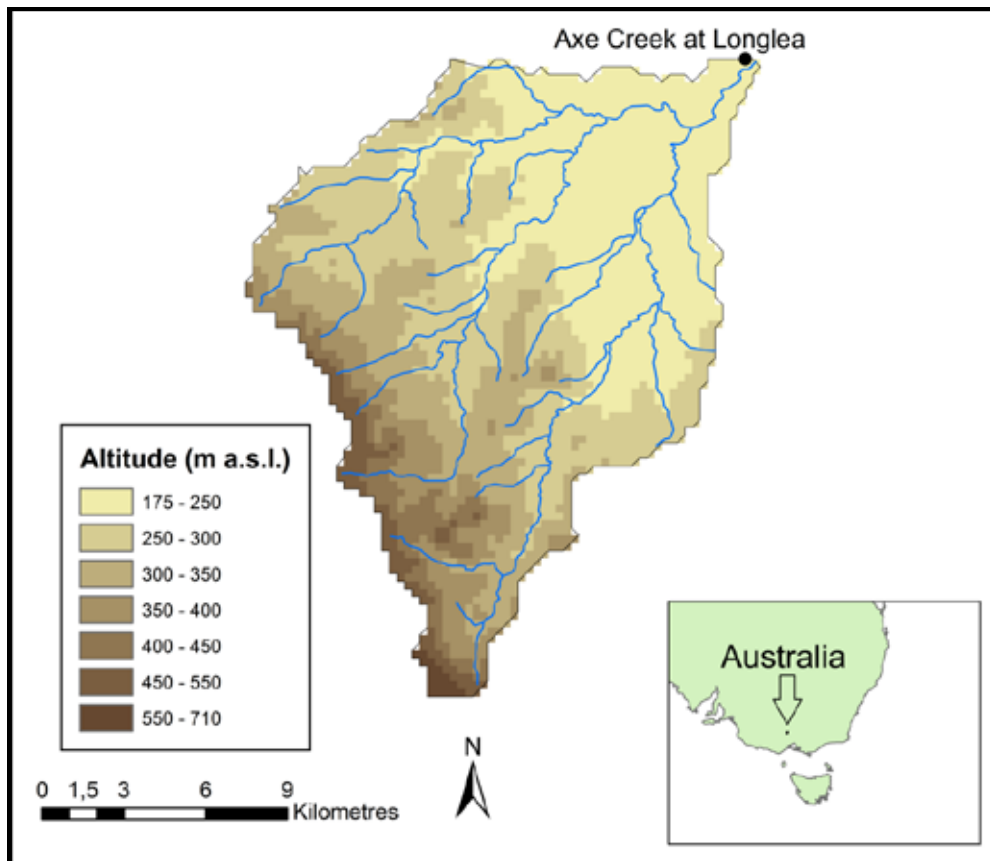 Axe Creek at Longlea
Altitude (m a.s.l.)
175 - 250
250 - 300
300 - 350
350 - 400
400 - 450
450 - 550
550 - 710
Australia
N
0 1,5 3 6 9
Kilometres